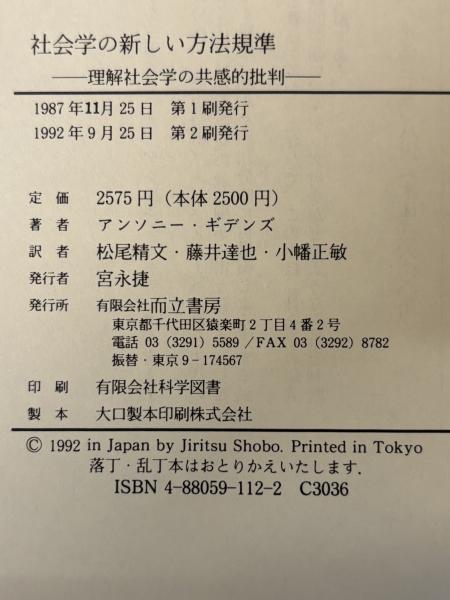 社会学の新しい方法規準
——理解社会学の共感的批判——
1987年11月25日 第1刷発行
1992年9月25日 第2刷発行
定価 2575円（本体2500円）
著者 アンソニー・ギデンズ
訳者 松尾精文・藤井達也・小幡正敏
発行者 宮永捷
発行所 有限会社而立書房
東京都千代田区猿楽町2丁目4番2号
電話 03 (3291) 5589 / FAX 03 (3292) 8782
振替・東京9-174567
印刷 有限会社科学図書
製本 大口製本印刷株式会社
© 1992 in Japan by Jiritsu Shobo. Printed in Tokyo
落丁・乱丁本はおとりかえいたします.
ISBN 4-88059-112-2 C3036